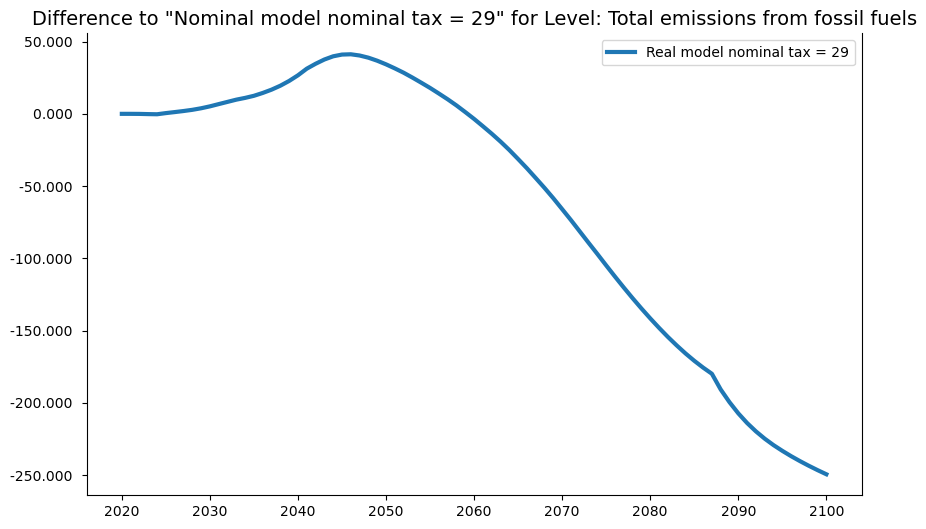 Difference to "Nominal model nominal tax = 29" for Level: Total emissions from fossil fuels
Real model nominal tax = 29
50.000
0.000
-50.000
-100.000
-150.000
-200.000
-250.000
2020 2030 2040 2050 2060 2070 2080 2090 2100